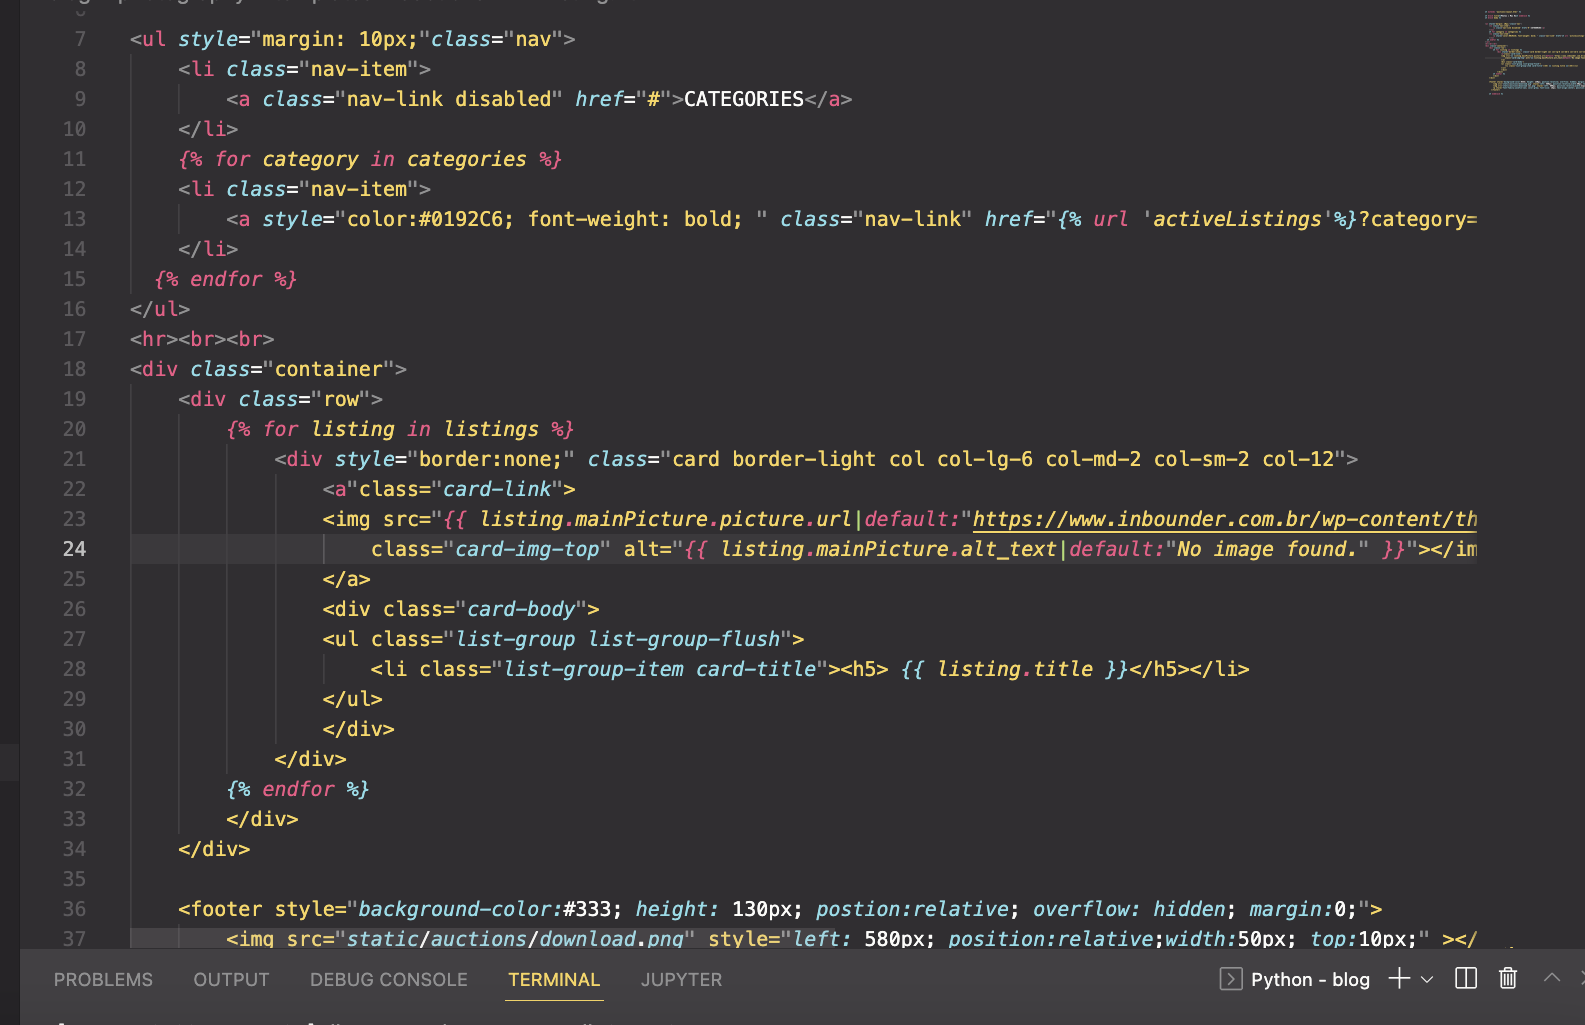 7 <ul style="margin: 10px;"class="nav">
8 <li class="nav-item">
9 <a class="nav-link disabled" href="#">CATEGORIES</a>
10 </li>
11 {% for category in categories %}
12 <li class="nav-item">
13 <a style="color:#0192C6; font-weight: bold; " class="nav-link" href="{% url 'activeListings'%}?category=
14 </li>
15 {% endfor %}
16 </ul>
17 <hr><br><br>
18 <div class="container">
19 <div class="row">
20 {% for listing in listings %}
21 <div style="border:none;" class="card border-light col col-lg-6 col-md-2 col-sm-2 col-12">
22 <a"class="card-link">
23 <img src="{{ listing.mainPicture.picture.url|default:"https://www.inbounder.com.br/wp-content/th
24 class="card-img-top" alt="{{ listing.mainPicture.alt_text|default:"No image found." }}"></im
25 </a>
26 <div class="card-body">
27 <ul class="list-group list-group-flush">
28 <li class="list-group-item card-title"><h5> {{ listing.title }}</h5></li>
29 </ul>
30 </div>
31 </div>
32 {% endfor %}
33 </div>
34 </div>
35
36 <footer style="background-color:#333; height: 130px; postion:relative; overflow: hidden; margin:0;">
37 <img src="static/auctions/download.png" style="left: 580px; position:relative;width:50px; top:10px;" ></
PROBLEMS OUTPUT DEBUG CONSOLE TERMINAL JUPYTER Python - blog